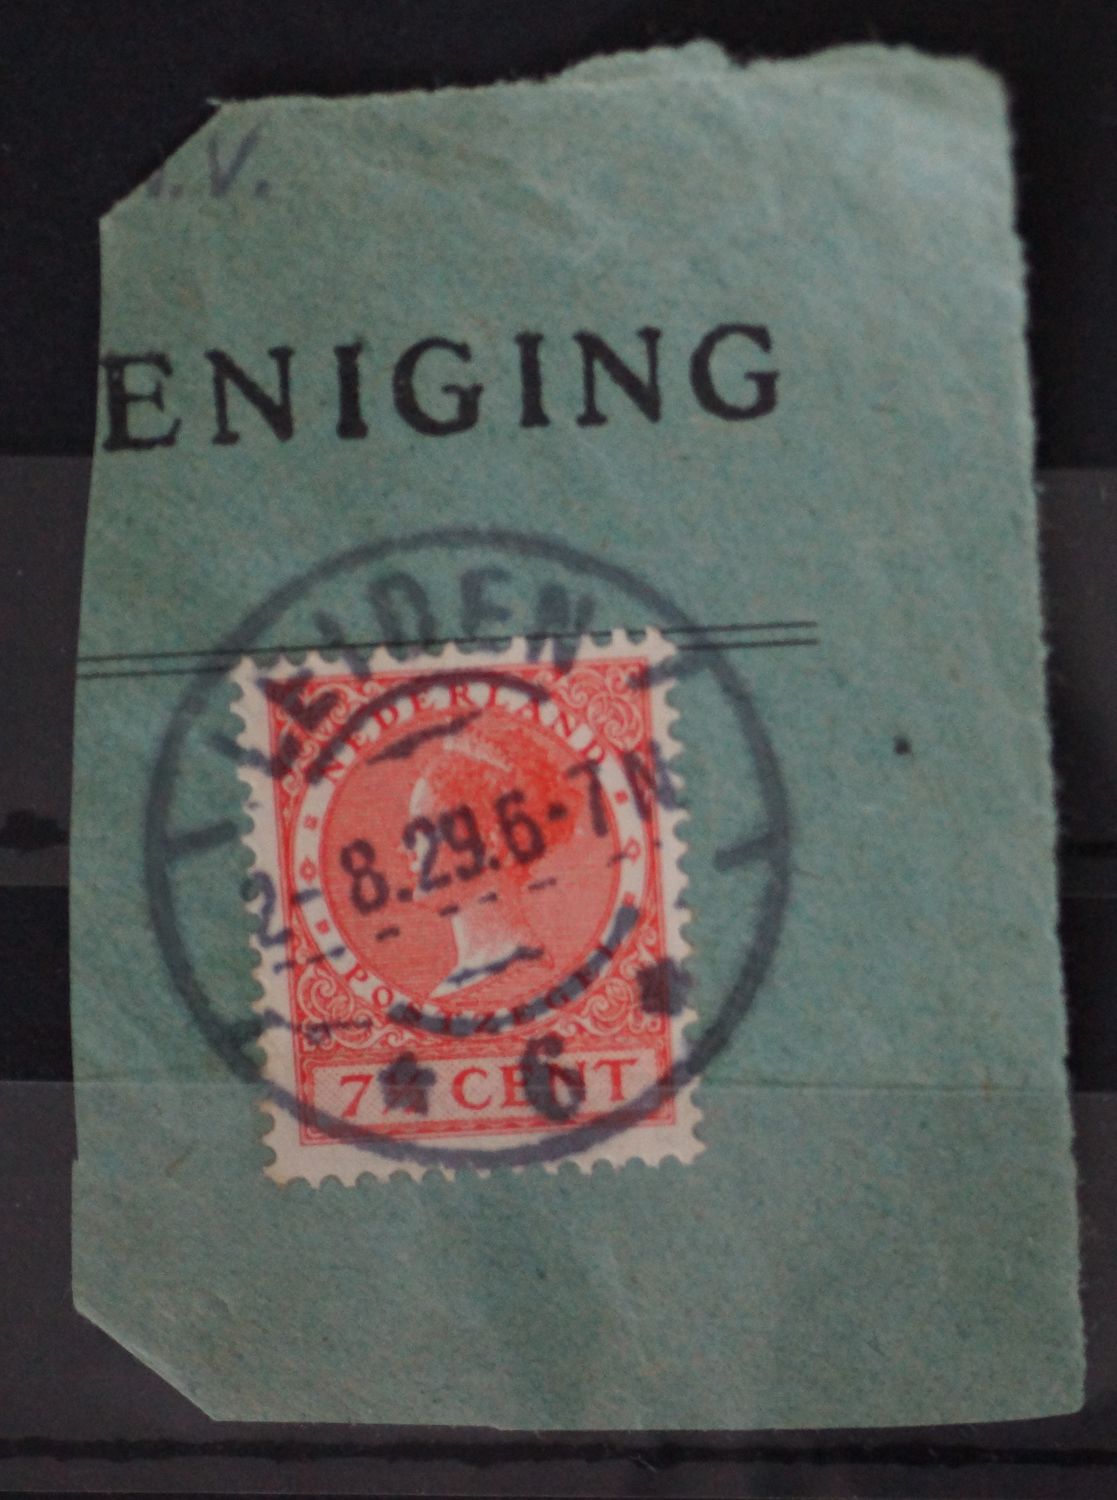 .V.
ENIGING
LEIDEN
NEDERLAND
8.29.6-7N
POSTZEGEL
7½ CENT
6